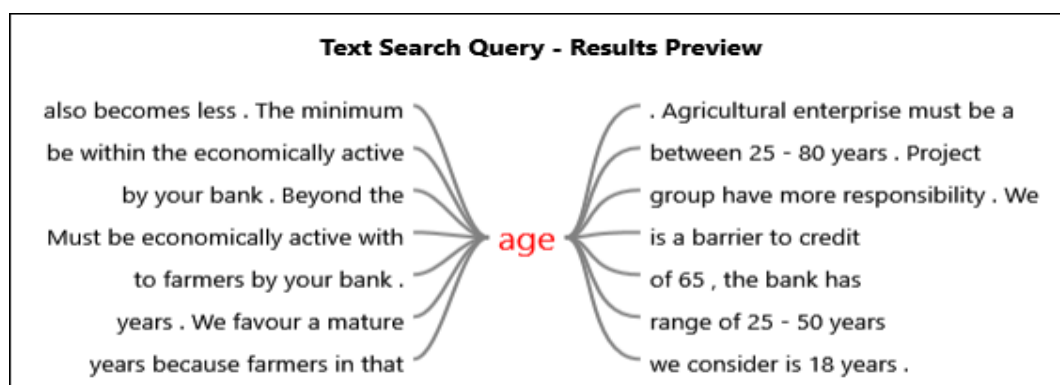 Text Search Query - Results Preview
also becomes less . The minimum
be within the economically active
by your bank . Beyond the
Must be economically active with
to farmers by your bank .
years . We favour a mature
years because farmers in that
age
. Agricultural enterprise must be a
between 25 - 80 years . Project
group have more responsibility . We
is a barrier to credit
of 65 , the bank has
range of 25 - 50 years
we consider is 18 years .